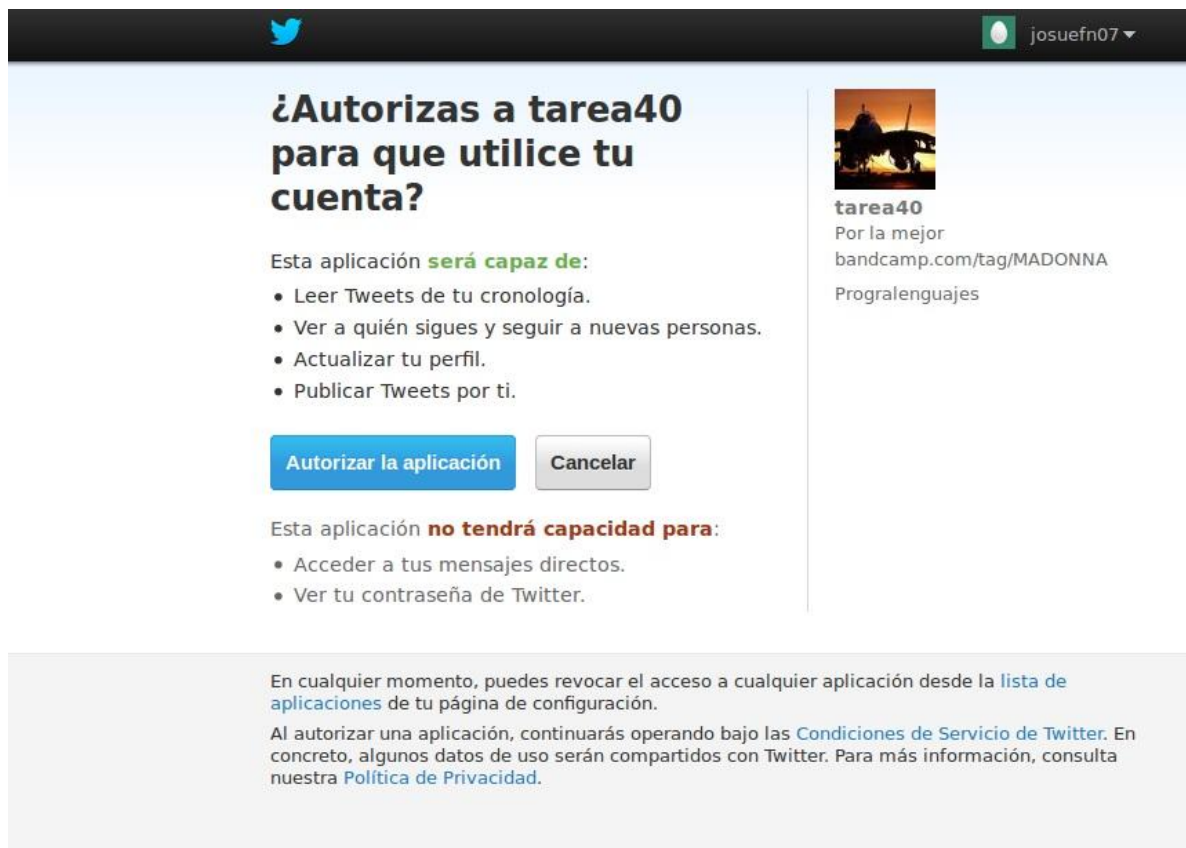 josuefn07
¿Autorizas a tarea40
para que utilice tu
cuenta?
Esta aplicación será capaz de:
• Leer Tweets de tu cronología.
• Ver a quién sigues y seguir a nuevas personas.
• Actualizar tu perfil.
• Publicar Tweets por ti.
Autorizar la aplicación
Cancelar
Esta aplicación no tendrá capacidad para:
• Acceder a tus mensajes directos.
• Ver tu contraseña de Twitter.
tarea40
Por la mejor
bandcamp.com/tag/MADONNA
Progralenguajes
En cualquier momento, puedes revocar el acceso a cualquier aplicación desde la lista de
aplicaciones de tu página de configuración.
Al autorizar una aplicación, continuarás operando bajo las Condiciones de Servicio de Twitter. En
concreto, algunos datos de uso serán compartidos con Twitter. Para más información, consulta
nuestra Política de Privacidad.